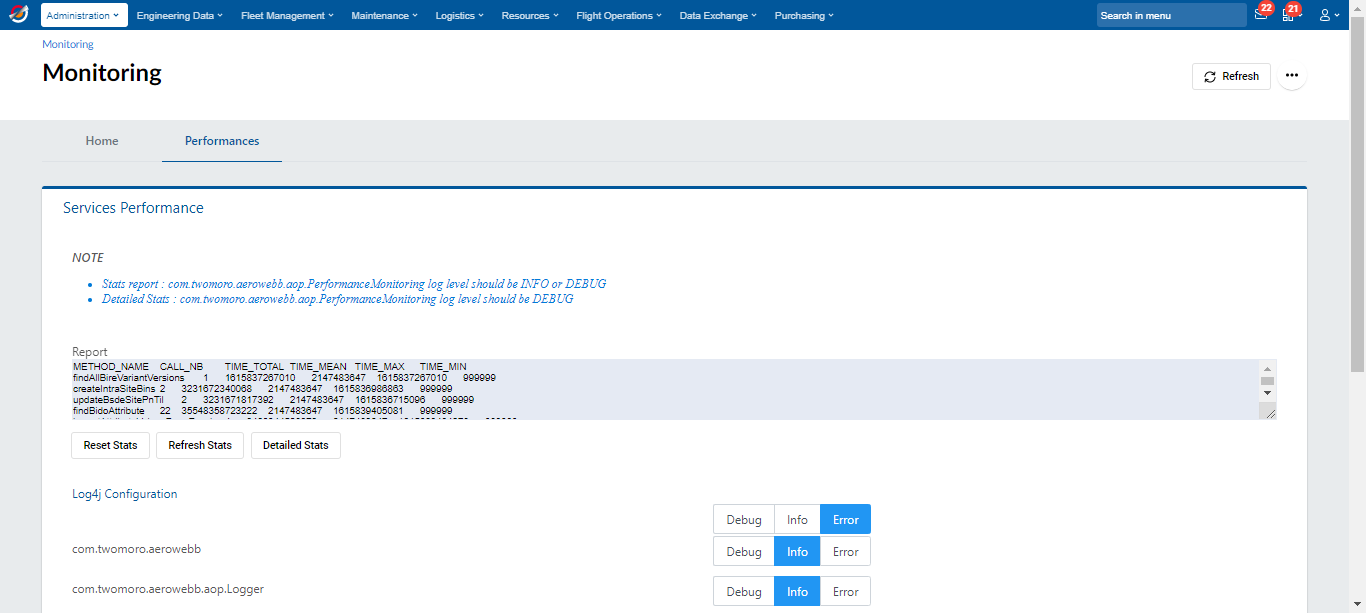 Administration
Engineering Data
Fleet Management
Maintenance
Logistics
Resources
Flight Operations
Data Exchange
Purchasing
Search in menu
22
21
Monitoring
Monitoring
Refresh
Home
Performances
Services Performance
NOTE
Stats report : com.twomoro.aerowebb.aop.PerformanceMonitoring log level should be INFO or DEBUG
Detailed Stats : com.twomoro.aerowebb.aop.PerformanceMonitoring log level should be DEBUG
Report
METHOD_NAME CALL_NB TIME_TOTAL TIME_MEAN TIME_MAX TIME_MIN
findAllBireVariantVersions 1 1615837267010 2147483647 1615837267010 999999
createIntraSiteBins 2 3231672340068 2147483647 1615836986863 999999
updateBsdeSitePnTil 2 3231671817392 2147483647 1615836715096 999999
findBidoAttribute 22 35548358723222 2147483647 1615839405081 999999
Reset Stats
Refresh Stats
Detailed Stats
Log4j Configuration
Debug Info Error
com.twomoro.aerowebb Debug Info Error
com.twomoro.aerowebb.aop.Logger Debug Info Error